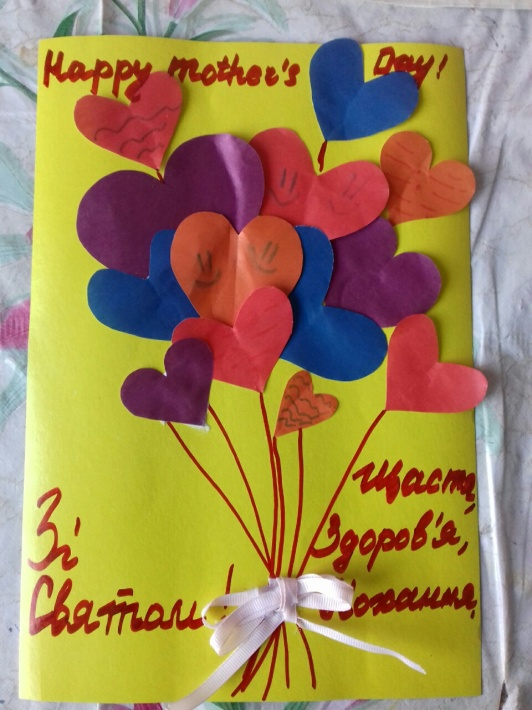 Happy mother's Day!
Щастя,
Зі
Здоров'я,
Святом!
Кохання,